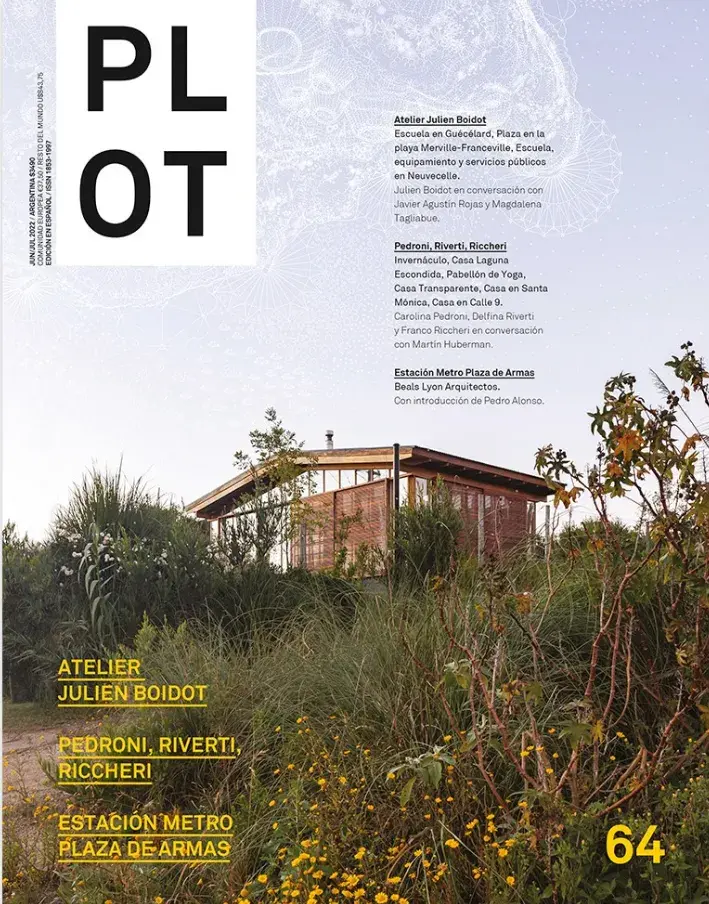 PL
OT
JUN/JUL 2022 / ARGENTINA $3490
COMUNIDAD EUROPEA €37,50 / RESTO DEL MUNDO U$S43,75
EDICIÓN EN ESPAÑOL / ISSN 1853-1997
Atelier Julien Boidot
Escuela en Guécélard, Plaza en la
playa Merville-Franceville, Escuela,
equipamiento y servicios públicos
en Neuvecelle.
Julien Boidot en conversación con
Javier Agustín Rojas y Magdalena
Tagliabue.
Pedroni, Riverti, Riccheri
Invernáculo, Casa Laguna
Escondida, Pabellón de Yoga,
Casa Transparente, Casa en Santa
Mónica, Casa en Calle 9.
Carolina Pedroni, Delfina Riverti
y Franco Riccheri en conversación
con Martín Huberman.
Estación Metro Plaza de Armas
Beals Lyon Arquitectos.
Con introducción de Pedro Alonso.
ATELIER
JULIEN BOIDOT
PEDRONI, RIVERTI,
RICCHERI
ESTACIÓN METRO
PLAZA DE ARMAS
64